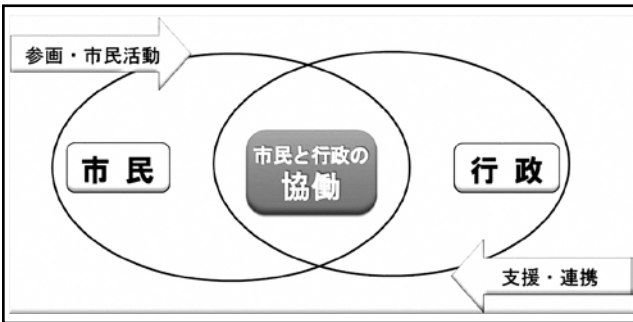 参画・市民活動
市民と行政の
協働
市 民
行 政
支援・連携